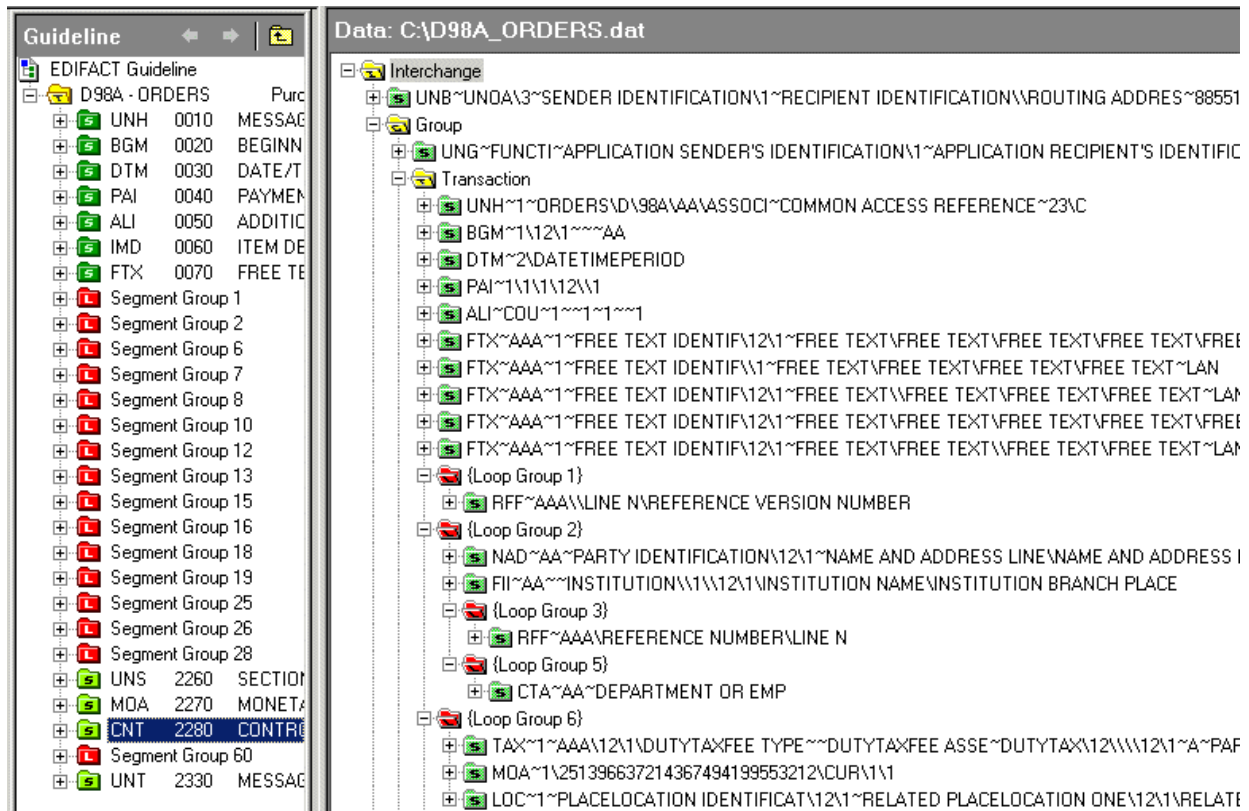 Guideline
EDIFACT Guideline
D98A - ORDERS Purc
UNH 0010 MESSAG
BGM 0020 BEGINN
DTM 0030 DATE/T
PAI 0040 PAYMEN
ALI 0050 ADDITIC
IMD 0060 ITEM DE
FTX 0070 FREE TE
Segment Group 1
Segment Group 2
Segment Group 6
Segment Group 7
Segment Group 8
Segment Group 10
Segment Group 12
Segment Group 13
Segment Group 15
Segment Group 16
Segment Group 18
Segment Group 19
Segment Group 25
Segment Group 26
Segment Group 28
UNS 2260 SECTION
MOA 2270 MONETA
CNT 2280 CONTRO
Segment Group 60
UNT 2330 MESSAG
Data: C:\D98A_ORDERS.dat
Interchange
UNB~UNOA\3~SENDER IDENTIFICATION\1~RECIPIENT IDENTIFICATION\\ROUTING ADDRES~88551
Group
UNG~FUNCTI~APPLICATION SENDER'S IDENTIFICATION\1~APPLICATION RECIPIENT'S IDENTIFIC
Transaction
UNH~1~ORDERS\D\98A\AA\ASSOCI~COMMON ACCESS REFERENCE~23\C
BGM~1\12\1~~~AA
DTM~2\DATETIMEPERIOD
PAI~1\1\1\12\\1
ALI~COU~1~~1~1~~1
FTX~AAA~1~FREE TEXT IDENTIF\12\1~FREE TEXT\FREE TEXT\FREE TEXT\FREE TEXT\FREE
FTX~AAA~1~FREE TEXT IDENTIF\\1~FREE TEXT\FREE TEXT\FREE TEXT\FREE TEXT~LAN
FTX~AAA~1~FREE TEXT IDENTIF\12\1~FREE TEXT\\FREE TEXT\FREE TEXT\FREE TEXT~LAN
FTX~AAA~1~FREE TEXT IDENTIF\12\1~FREE TEXT\FREE TEXT\FREE TEXT\FREE TEXT\FREE
FTX~AAA~1~FREE TEXT IDENTIF\12\1~FREE TEXT\FREE TEXT\\FREE TEXT\FREE TEXT~LAN
{Loop Group 1}
RFF~AAA\\LINE N\REFERENCE VERSION NUMBER
{Loop Group 2}
NAD~AA~PARTY IDENTIFICATION\12\1~NAME AND ADDRESS LINE\NAME AND ADDRESS
FII~AA~~INSTITUTION\\1\\12\1\INSTITUTION NAME\INSTITUTION BRANCH PLACE
{Loop Group 3}
RFF~AAA\REFERENCE NUMBER\LINE N
{Loop Group 5}
CTA~AA~DEPARTMENT OR EMP
{Loop Group 6}
TAX~1~AAA\12\1\DUTYTAXFEE TYPE~~DUTYTAXFEE ASSE~DUTYTAX\12\\\\12\1~A~PAR
MOA~1\251396637214367494199553212\CUR\1\1
LOC~1~PLACELOCATION IDENTIFICAT\12\1~RELATED PLACELOCATION ONE\12\1\RELATE